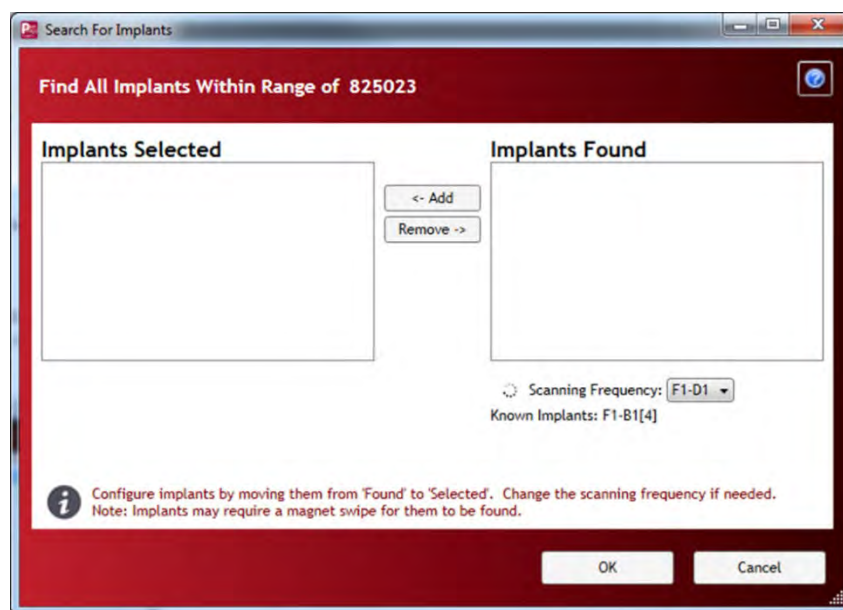 Search For Implants
Find All Implants Within Range of 825023
Implants Selected
Implants Found
<- Add
Remove ->
Scanning Frequency: F1-D1
Known Implants: F1-B1[4]
Configure implants by moving them from 'Found' to 'Selected'. Change the scanning frequency if needed.
Note: Implants may require a magnet swipe for them to be found.
OK
Cancel